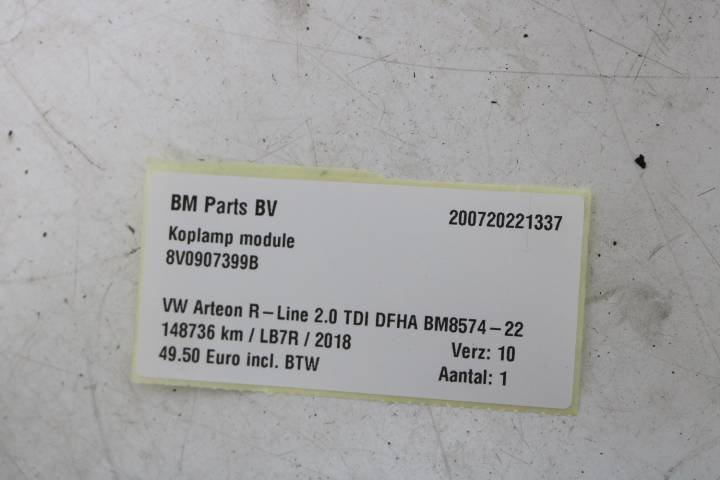 BM Parts BV 200720221337
Koplamp module
8V0907399B
VW Arteon R-Line 2.0 TDI DFHA BM8574-22
148736 km / LB7R / 2018 Verz: 10
49.50 Euro incl. BTW Aantal: 1